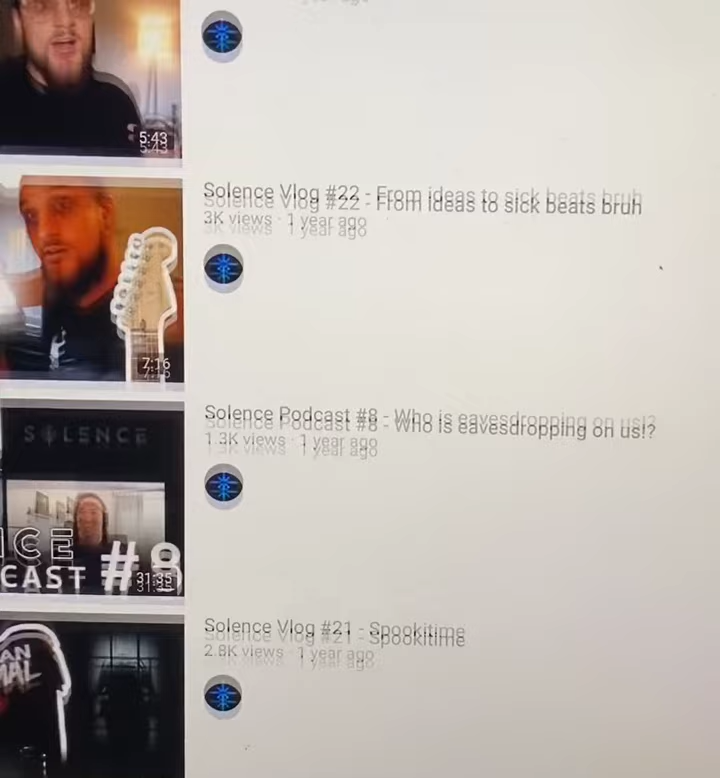 5:43
Solence Vlog #22 - From ideas to sick beats bruh
3K views · 1 year ago
7:16
Solence Podcast #8 - Who is eavesdropping on us!?
1.3K views · 1 year ago
SOLENCE
CE
CAST #8
31:35
Solence Vlog #21 - Spookitime
2.8K views · 1 year ago